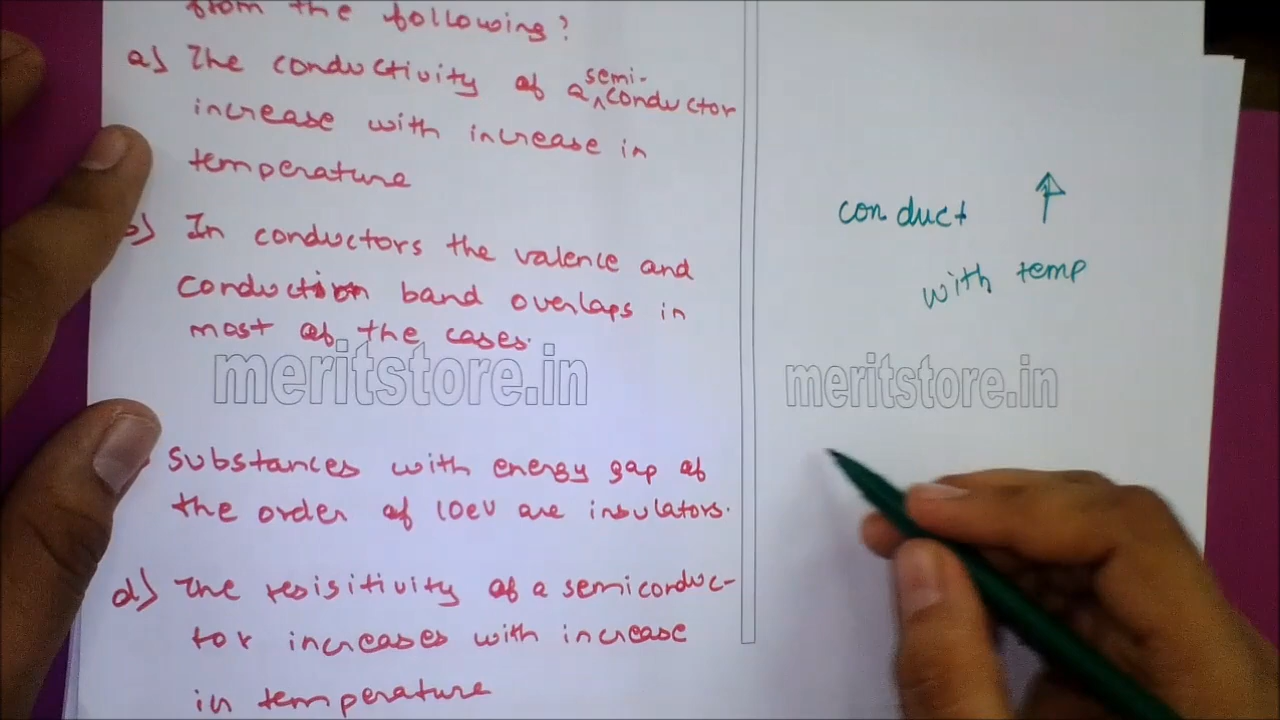 from the following?
a) The conductivity of a semi-conductor
increase with increase in
temperature
b) In conductors the valence and
conduction band overlaps in
most of the cases.
meritstore.in
substances with energy gap of
the order of 10eV are insulators.
d) The resisitivity of a semiconduc-
tor increases with increase
in temperature
conduct ↑
with temp
meritstore.in